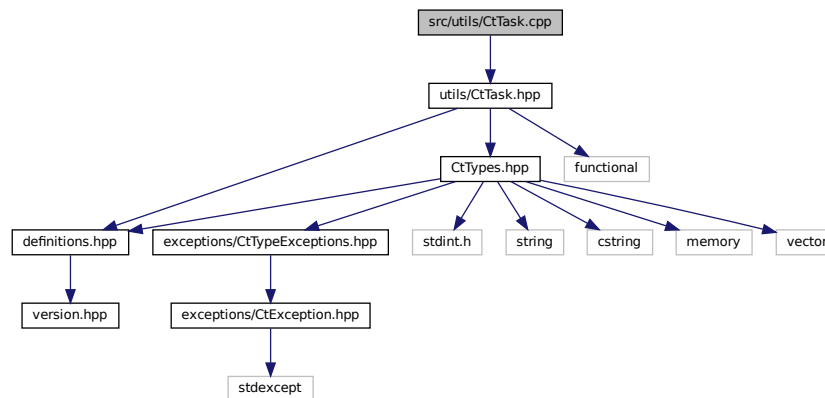 src/utils/CtTask.cpp
utils/CtTask.hpp
CtTypes.hpp
functional
definitions.hpp
exceptions/CtTypeExceptions.hpp
stdint.h
string
cstring
memory
vector
version.hpp
exceptions/CtException.hpp
stdexcept